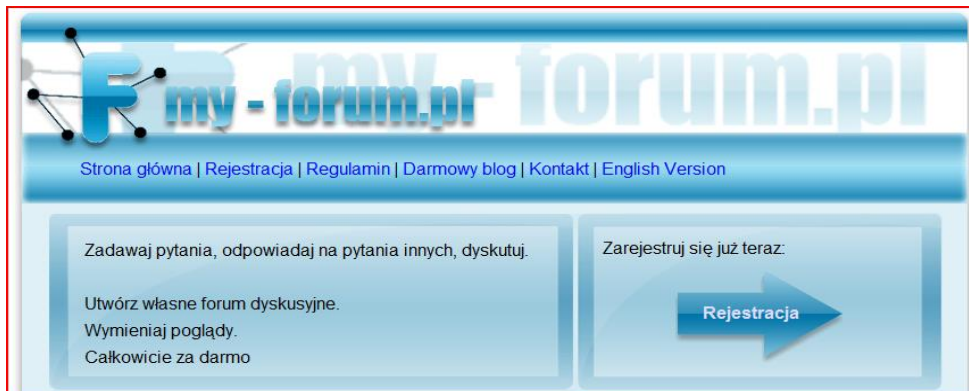 my - forum.pl
my - forum.pl
Strona główna | Rejestracja | Regulamin | Darmowy blog | Kontakt | English Version
Zadawaj pytania, odpowiadaj na pytania innych, dyskutuj.
Utwórz własne forum dyskusyjne.
Wymieniaj poglądy.
Całkowicie za darmo
Zarejestruj się już teraz:
Rejestracja